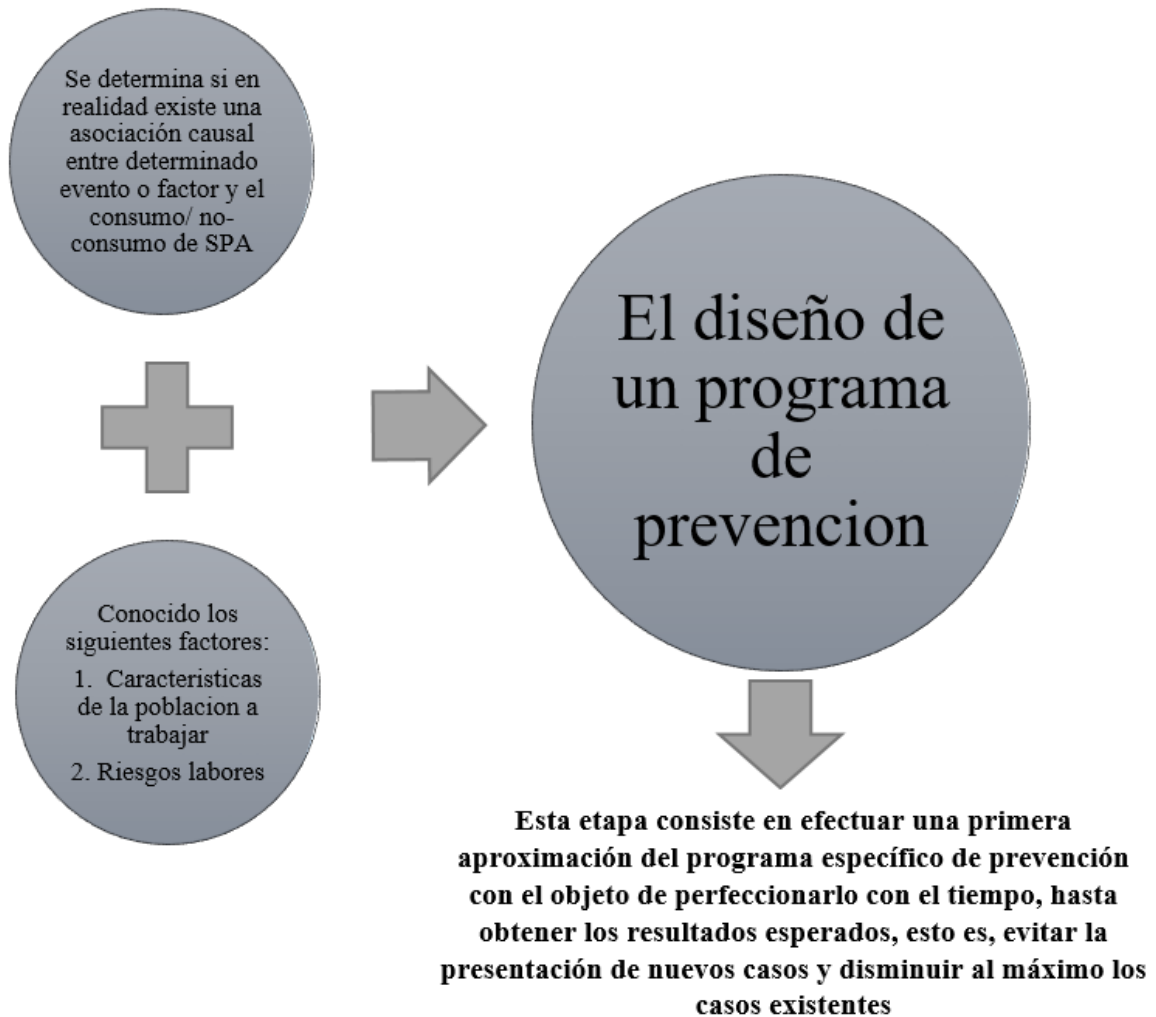 Se determina si en
realidad existe una
asociación causal
entre determinado
evento o factor y el
consumo/ no-
consumo de SPA
Conocido los
siguientes factores:
1. Caracteristicas
de la poblacion a
trabajar
2. Riesgos labores
El diseño de
un programa
de
prevencion
Esta etapa consiste en efectuar una primera
aproximación del programa específico de prevención
con el objeto de perfeccionarlo con el tiempo, hasta
obtener los resultados esperados, esto es, evitar la
presentación de nuevos casos y disminuir al máximo los
casos existentes